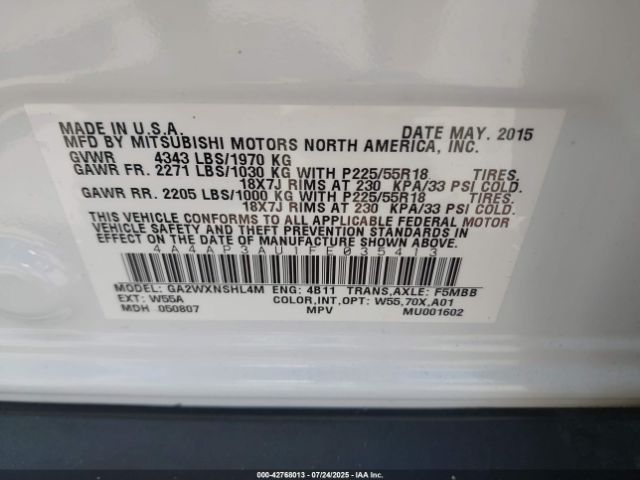 MADE IN U.S.A. DATE MAY. 2015
MFD BY MITSUBISHI MOTORS NORTH AMERICA, INC.
GVWR 4343 LBS/1970 KG
GAWR FR. 2271 LBS/1030 KG WITH P225/55R18 TIRES.
18X7J RIMS AT 230 KPA/33 PSI COLD.
GAWR RR. 2205 LBS/1000 KG WITH P225/55R18 TIRES.
18X7J RIMS AT 230 KPA/33 PSI COLD.
THIS VEHICLE CONFORMS TO ALL APPLICABLE FEDERAL MOTOR
VEHICLE SAFETY AND THEFT PREVENTION STANDARDS IN
EFFECT ON THE DATE OF MANUFACTURE SHOWN ABOVE.
4A4AP3AU1FE035413
MODEL: GA2WXNSHL4M ENG: 4B11 TRANS,AXLE: F5MBB
EXT: W55A COLOR,INT,OPT: W55,70X,A01
MDH 050807 MPV MU001602
000-42768013 - 07/24/2025 - IAAI.COM